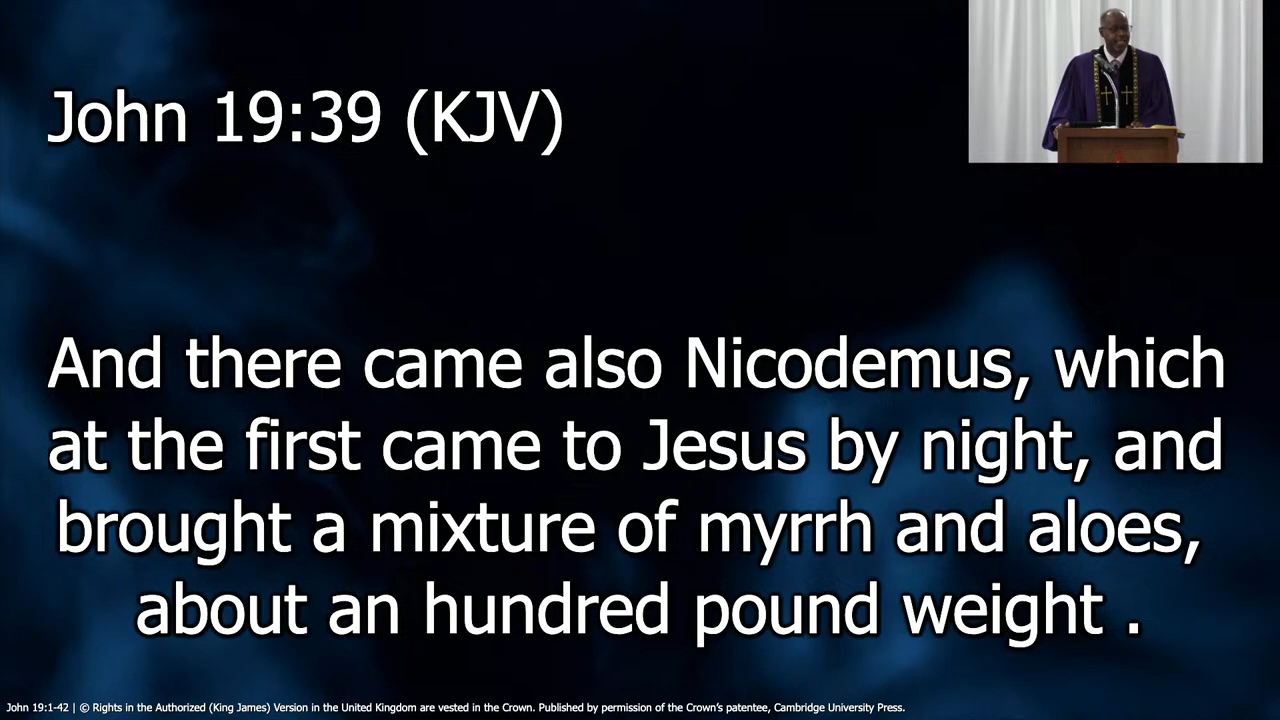 John 19:39 (KJV)
And there came also Nicodemus, which
at the first came to Jesus by night, and
brought a mixture of myrrh and aloes,
about an hundred pound weight .
John 19:1-42 | © Rights in the Authorized (King James) Version in the United Kingdom are vested in the Crown. Published by permission of the Crown’s patentee, Cambridge University Press.